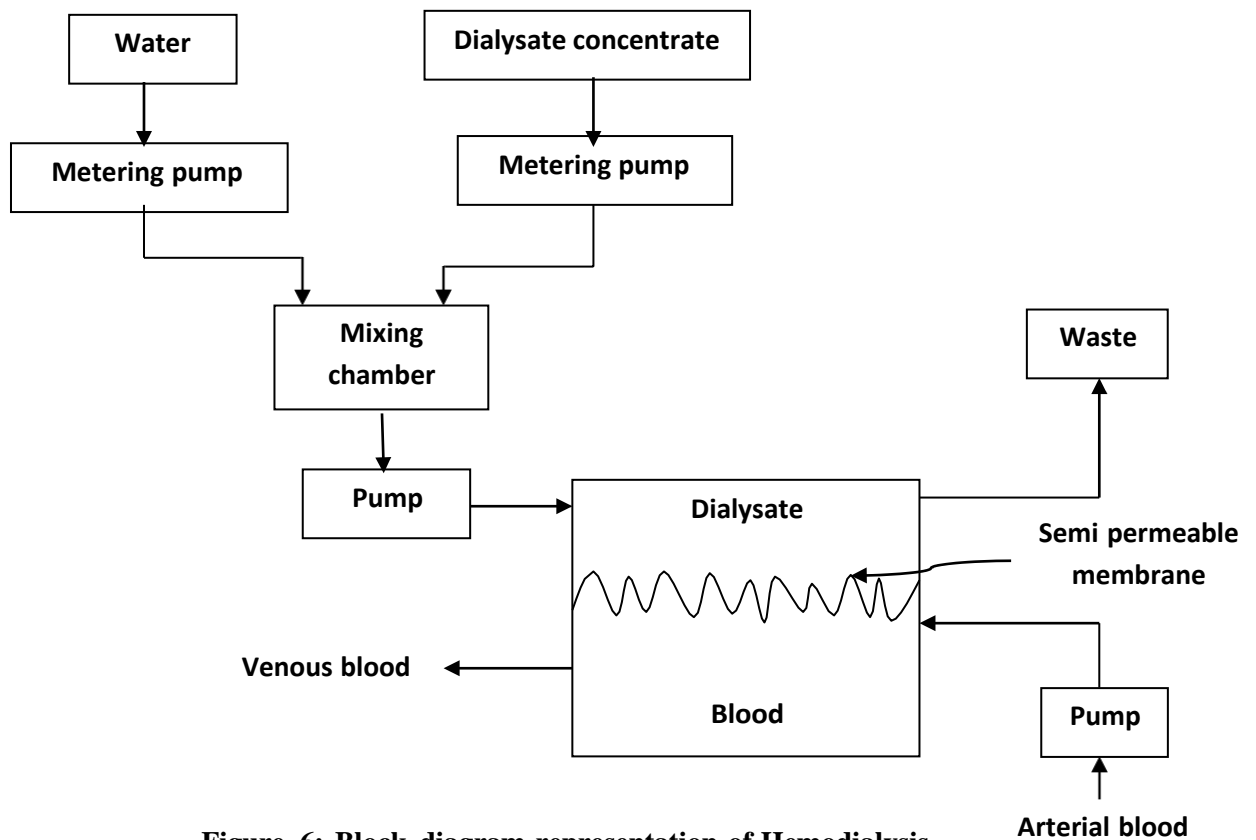 Water
Dialysate concentrate
Metering pump
Metering pump
Mixing
chamber
Waste
Pump
Dialysate
Semi permeable
membrane
Venous blood
Blood
Pump
Arterial blood
Figure 6: Block diagram representation of Hemodialysis